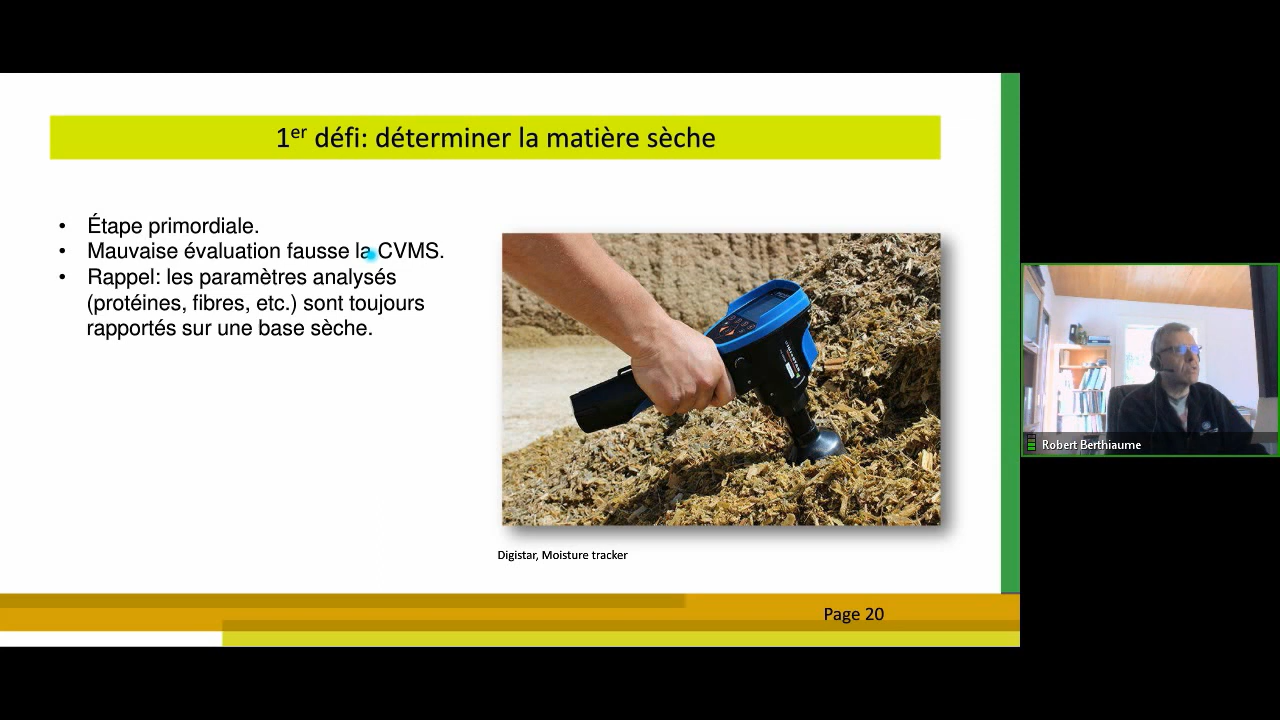 1er défi: déterminer la matière sèche
• Étape primordiale.
• Mauvaise évaluation fausse la CVMS.
• Rappel: les paramètres analysés
(protéines, fibres, etc.) sont toujours
rapportés sur une base sèche.
Digistar, Moisture tracker
Page 20
Robert Berthiaume